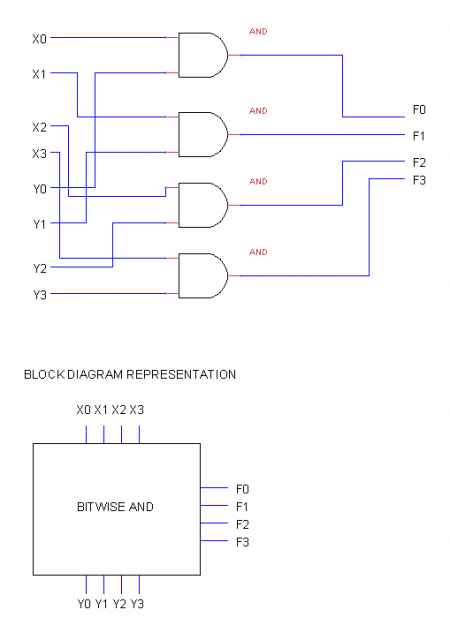 AND
X0
X1
AND
F0
X2
F1
X3
F2
AND
F3
Y0
Y1
AND
Y2
Y3
BLOCK DIAGRAM REPRESENTATION
X0 X1 X2 X3
BITWISE AND
F0
F1
F2
F3
Y0 Y1 Y2 Y3